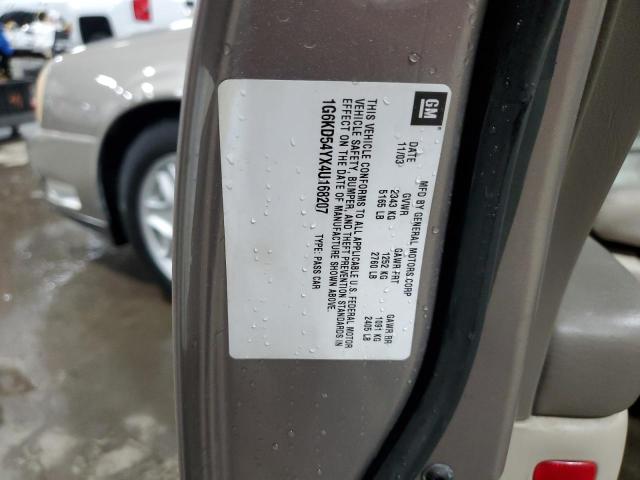 GM
MFD BY GENERAL MOTORS CORP
DATE GVWR GAWR FRT GAWR RR
11/03 2343 KG 1252 KG 1091 KG
5165 LB 2760 LB 2405 LB
THIS VEHICLE CONFORMS TO ALL APPLICABLE U.S. FEDERAL MOTOR
VEHICLE SAFETY, BUMPER, AND THEFT PREVENTION STANDARDS IN
EFFECT ON THE DATE OF MANUFACTURE SHOWN ABOVE.
1G6KD54YX4U168207 TYPE: PASS CAR